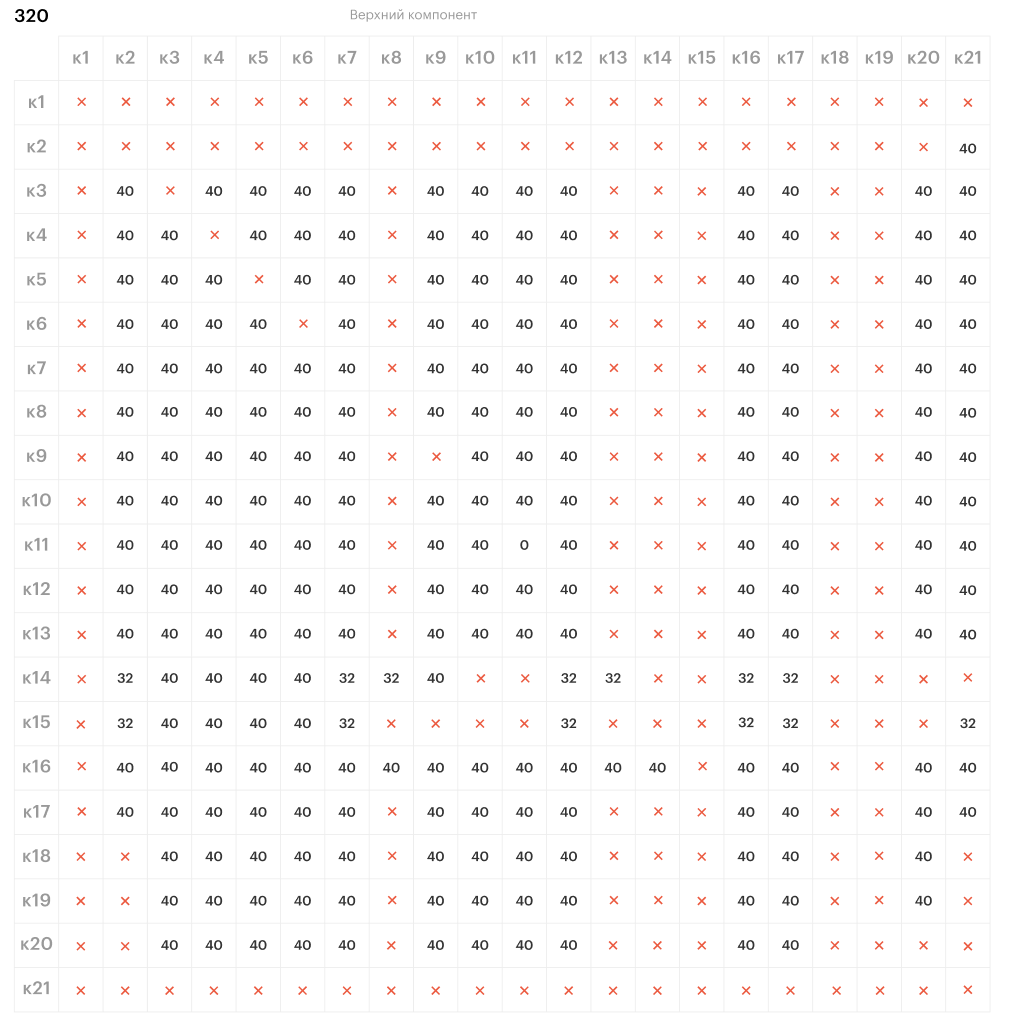 320 Верхний компонент
к1 к2 к3 к4 к5 к6 к7 к8 к9 к10 к11 к12 к13 к14 к15 к16 к17 к18 к19 к20 к21
к1 × × × × × × × × × × × × × × × × × × × × ×
к2 × × × × × × × × × × × × × × × × × × × × 40
к3 × 40 × 40 40 40 40 × 40 40 40 40 × × × 40 40 × × 40 40
к4 × 40 40 × 40 40 40 × 40 40 40 40 × × × 40 40 × × 40 40
к5 × 40 40 40 × 40 40 × 40 40 40 40 × × × 40 40 × × 40 40
к6 × 40 40 40 40 × 40 × 40 40 40 40 × × × 40 40 × × 40 40
к7 × 40 40 40 40 40 40 × 40 40 40 40 × × × 40 40 × × 40 40
к8 × 40 40 40 40 40 40 × 40 40 40 40 × × × 40 40 × × 40 40
к9 × 40 40 40 40 40 40 × × 40 40 40 × × × 40 40 × × 40 40
к10 × 40 40 40 40 40 40 × 40 40 40 40 × × × 40 40 × × 40 40
к11 × 40 40 40 40 40 40 × 40 40 0 40 × × × 40 40 × × 40 40
к12 × 40 40 40 40 40 40 × 40 40 40 40 × × × 40 40 × × 40 40
к13 × 40 40 40 40 40 40 × 40 40 40 40 × × × 40 40 × × 40 40
к14 × 32 40 40 40 40 32 32 40 × × 32 32 × × 32 32 × × × ×
к15 × 32 40 40 40 40 32 × × × × 32 × × × 32 32 × × × 32
к16 × 40 40 40 40 40 40 40 40 40 40 40 40 40 × 40 40 × × 40 40
к17 × 40 40 40 40 40 40 × 40 40 40 40 × × × 40 40 × × 40 40
к18 × × 40 40 40 40 40 × 40 40 40 40 × × × 40 40 × × 40 ×
к19 × × 40 40 40 40 40 × 40 40 40 40 × × × 40 40 × × 40 ×
к20 × × 40 40 40 40 40 × 40 40 40 40 × × × 40 40 × × × ×
к21 × × × × × × × × × × × × × × × × × × × × ×